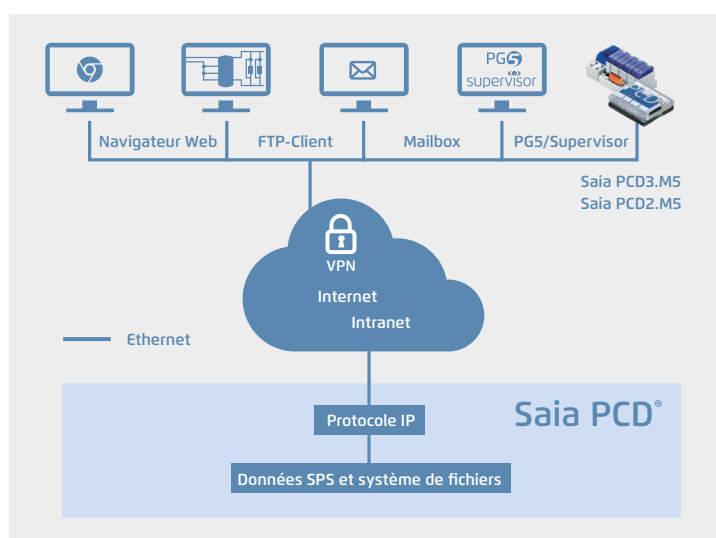 PG5
supervisor
Navigateur Web
FTP-Client
Mailbox
PG5/Supervisor
Saia PCD3.M5
Saia PCD2.M5
VPN
Internet
Intranet
Ethernet
Protocole IP
Saia PCD®
Données SPS et système de fichiers